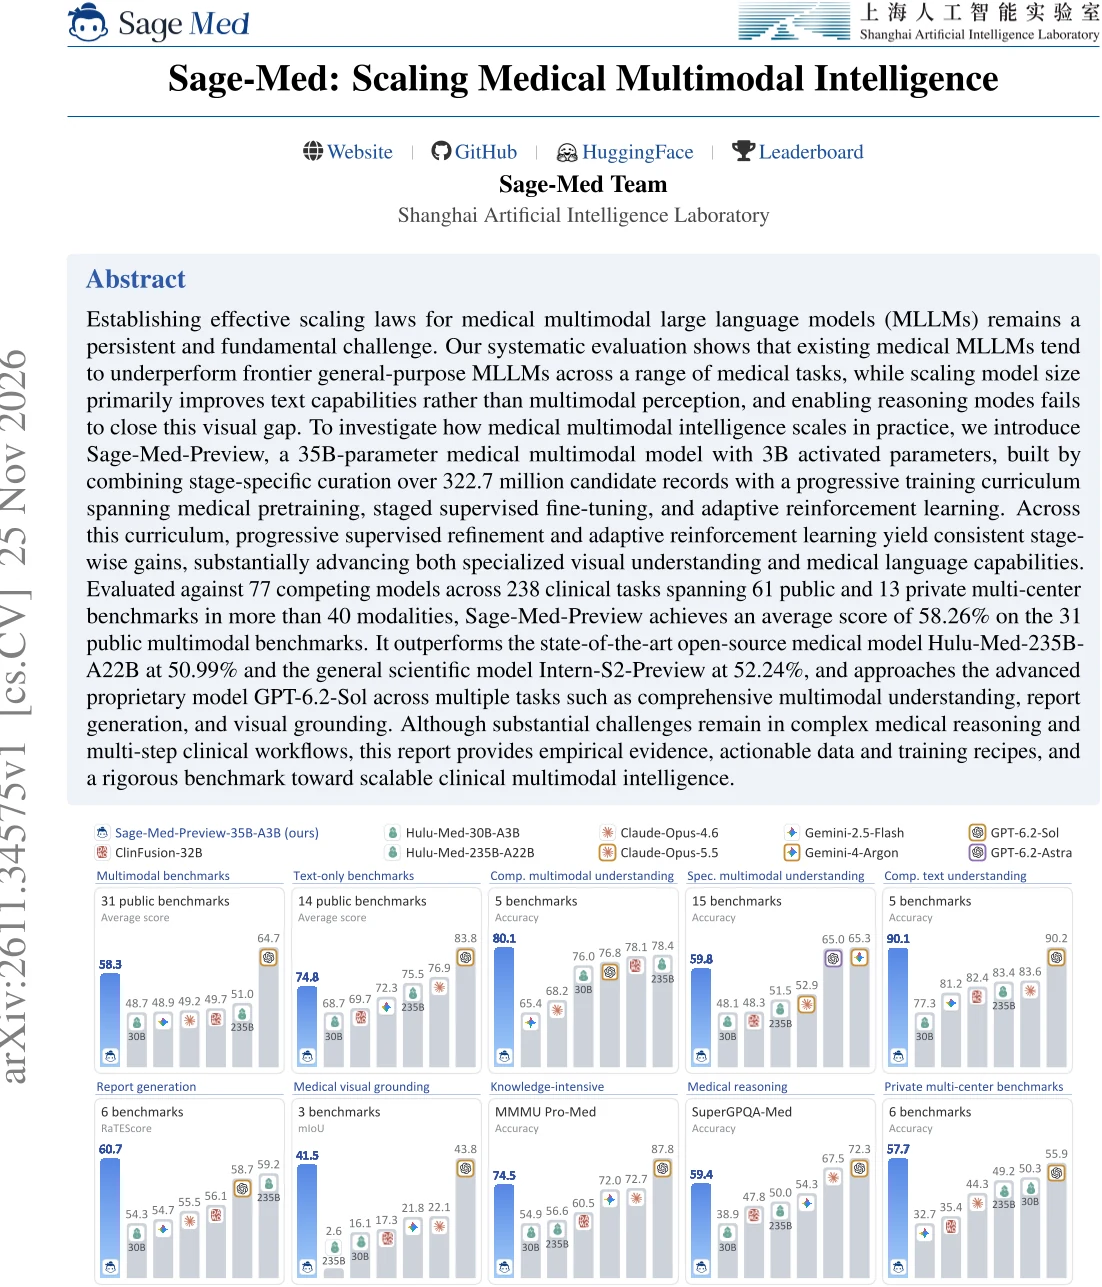 Sage Med
上海人工智能实验室
Shanghai Artificial Intelligence Laboratory
Sage-Med: Scaling Medical Multimodal Intelligence
Website | GitHub | HuggingFace | Leaderboard
Sage-Med Team
Shanghai Artificial Intelligence Laboratory
arXiv:2611.34575v1 [cs.CV] 25 Nov 2026
Abstract
Establishing effective scaling laws for medical multimodal large language models (MLLMs) remains a
persistent and fundamental challenge. Our systematic evaluation shows that existing medical MLLMs tend
to underperform frontier general-purpose MLLMs across a range of medical tasks, while scaling model size
primarily improves text capabilities rather than multimodal perception, and enabling reasoning modes fails
to close this visual gap. To investigate how medical multimodal intelligence scales in practice, we introduce
Sage-Med-Preview, a 35B-parameter medical multimodal model with 3B activated parameters, built by
combining stage-specific curation over 322.7 million candidate records with a progressive training curriculum
spanning medical pretraining, staged supervised fine-tuning, and adaptive reinforcement learning. Across
this curriculum, progressive supervised refinement and adaptive reinforcement learning yield consistent stage-
wise gains, substantially advancing both specialized visual understanding and medical language capabilities.
Evaluated against 77 competing models across 238 clinical tasks spanning 61 public and 13 private multi-center
benchmarks in more than 40 modalities, Sage-Med-Preview achieves an average score of 58.26% on the 31
public multimodal benchmarks. It outperforms the state-of-the-art open-source medical model Hulu-Med-235B-
A22B at 50.99% and the general scientific model Intern-S2-Preview at 52.24%, and approaches the advanced
proprietary model GPT-6.2-Sol across multiple tasks such as comprehensive multimodal understanding, report
generation, and visual grounding. Although substantial challenges remain in complex medical reasoning and
multi-step clinical workflows, this report provides empirical evidence, actionable data and training recipes, and
a rigorous benchmark toward scalable clinical multimodal intelligence.
Sage-Med-Preview-35B-A3B (ours) Hulu-Med-30B-A3B Claude-Opus-4.6 Gemini-2.5-Flash GPT-6.2-Sol
ClinFusion-32B Hulu-Med-235B-A22B Claude-Opus-5.5 Gemini-4-Argon GPT-6.2-Astra
Multimodal benchmarks
31 public benchmarks
Average score
58.3 48.7 48.9 49.2 49.7 51.0 64.7
30B 235B
Text-only benchmarks
14 public benchmarks
Average score
74.8 68.7 69.7 72.3 75.5 76.9 83.8
30B 235B
Comp. multimodal understanding
5 benchmarks
Accuracy
80.1 65.4 68.2 76.0 76.8 78.1 78.4
30B 235B
Spec. multimodal understanding
15 benchmarks
Accuracy
59.8 48.1 48.3 51.5 52.9 65.0 65.3
30B 235B
Comp. text understanding
5 benchmarks
Accuracy
90.1 77.3 81.2 82.4 83.4 83.6 90.2
30B 235B
Report generation
6 benchmarks
RaTEScore
60.7 54.3 54.7 55.5 56.1 58.7 59.2
30B 235B
Medical visual grounding
3 benchmarks
mIoU
41.5 2.6 16.1 17.3 21.8 22.1 43.8
235B 30B
Knowledge-intensive
MMMU Pro-Med
Accuracy
74.5 54.9 56.6 60.5 72.0 72.7 87.8
30B 235B
Medical reasoning
SuperGPQA-Med
Accuracy
59.4 38.9 47.8 50.0 54.3 67.5 72.3
30B 235B
Private multi-center benchmarks
6 benchmarks
Accuracy
57.7 32.7 35.4 44.3 49.2 50.3 55.9
235B 30B